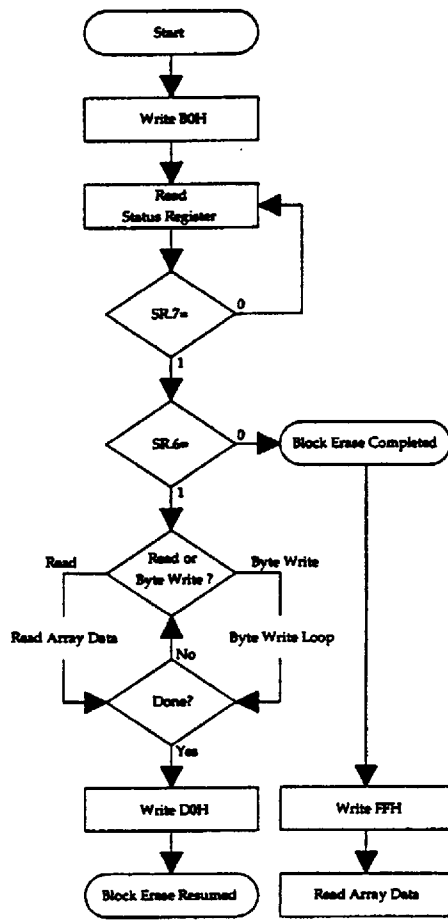 Start
Write B0H
Read
Status Register
SR.7=
0
1
SR.6=
0
Block Erase Completed
1
Read
Read or
Byte Write ?
Byte Write
Read Array Data
Byte Write Loop
No
Done?
Yes
Write D0H
Write FFH
Block Erase Resumed
Read Array Data